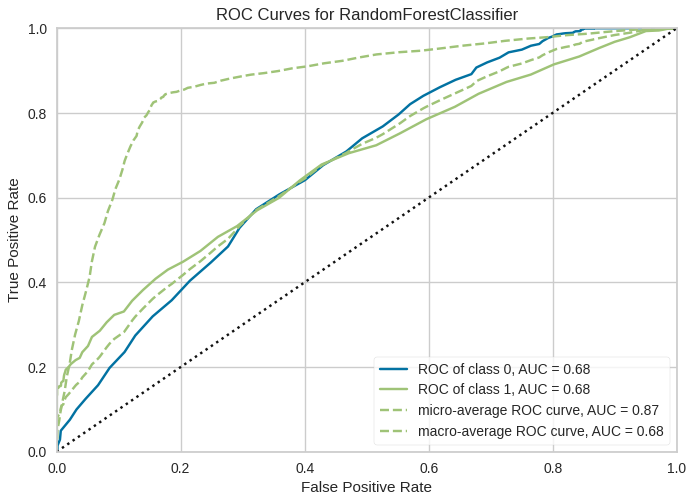 ROC Curves for RandomForestClassifier
1.0
0.8
0.6
0.4
0.2
0.0
True Positive Rate
ROC of class 0, AUC = 0.68
ROC of class 1, AUC = 0.68
micro-average ROC curve, AUC = 0.87
macro-average ROC curve, AUC = 0.68
0.0 0.2 0.4 0.6 0.8 1.0
False Positive Rate